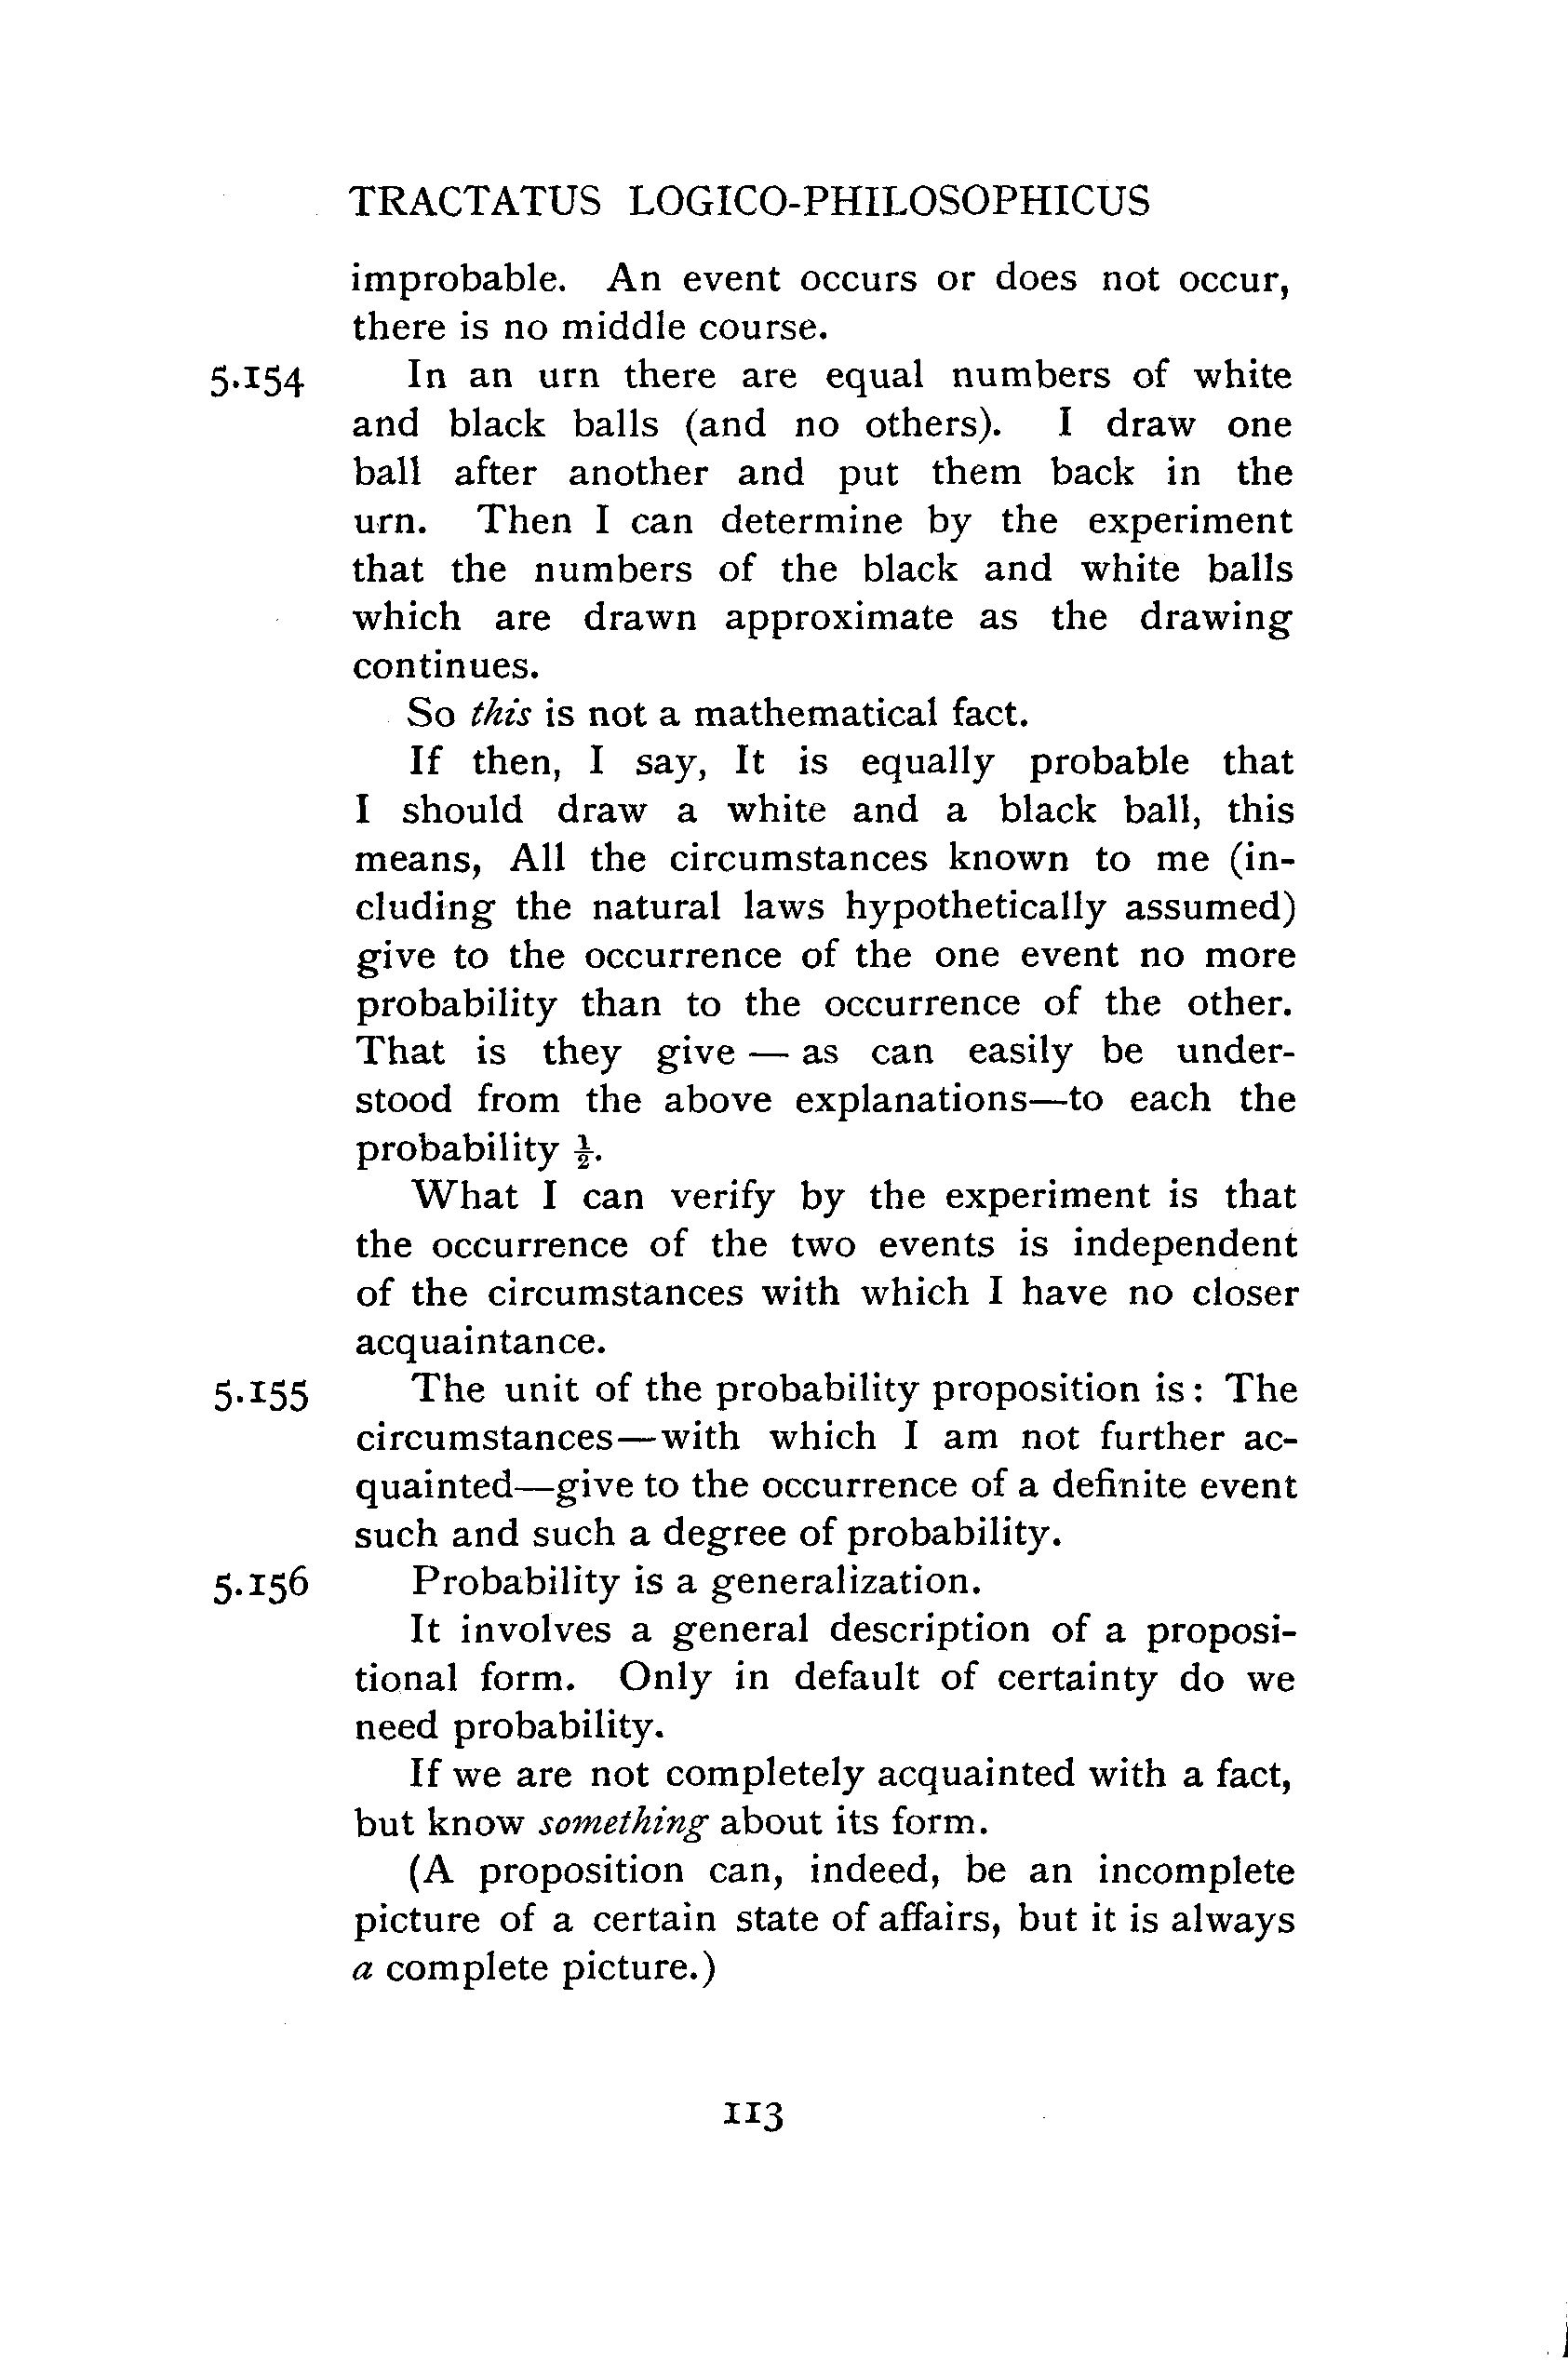 TRACTATUS LOGICO-PHILOSOPHICUS
improbable. An event occurs or does not occur,
there is no middle course.
5·154 In an urn there are equal numbers of white
and black balls (and no others). I draw one
ball after another and put them back in the
urn. Then I can determine by the experiment
that the numbers of the black and white balls
which are drawn approximate as the drawing
continues.
So this is not a mathematical fact.
If then, I say, It is equally probable that
I should draw a white and a black ball, this
means, All the circumstances known to me (in-
cluding the natural laws hypothetically assumed)
give to the occurrence of the one event no more
probability than to the occurrence of the other.
That is they give — as can easily be under-
stood from the above explanations—to each the
probability ½.
What I can verify by the experiment is that
the occurrence of the two events is independent
of the circumstances with which I have no closer
acquaintance.
5·155 The unit of the probability proposition is: The
circumstances—with which I am not further ac-
quainted—give to the occurrence of a definite event
such and such a degree of probability.
5·156 Probability is a generalization.
It involves a general description of a proposi-
tional form. Only in default of certainty do we
need probability.
If we are not completely acquainted with a fact,
but know something about its form.
(A proposition can, indeed, be an incomplete
picture of a certain state of affairs, but it is always
a complete picture.)
113